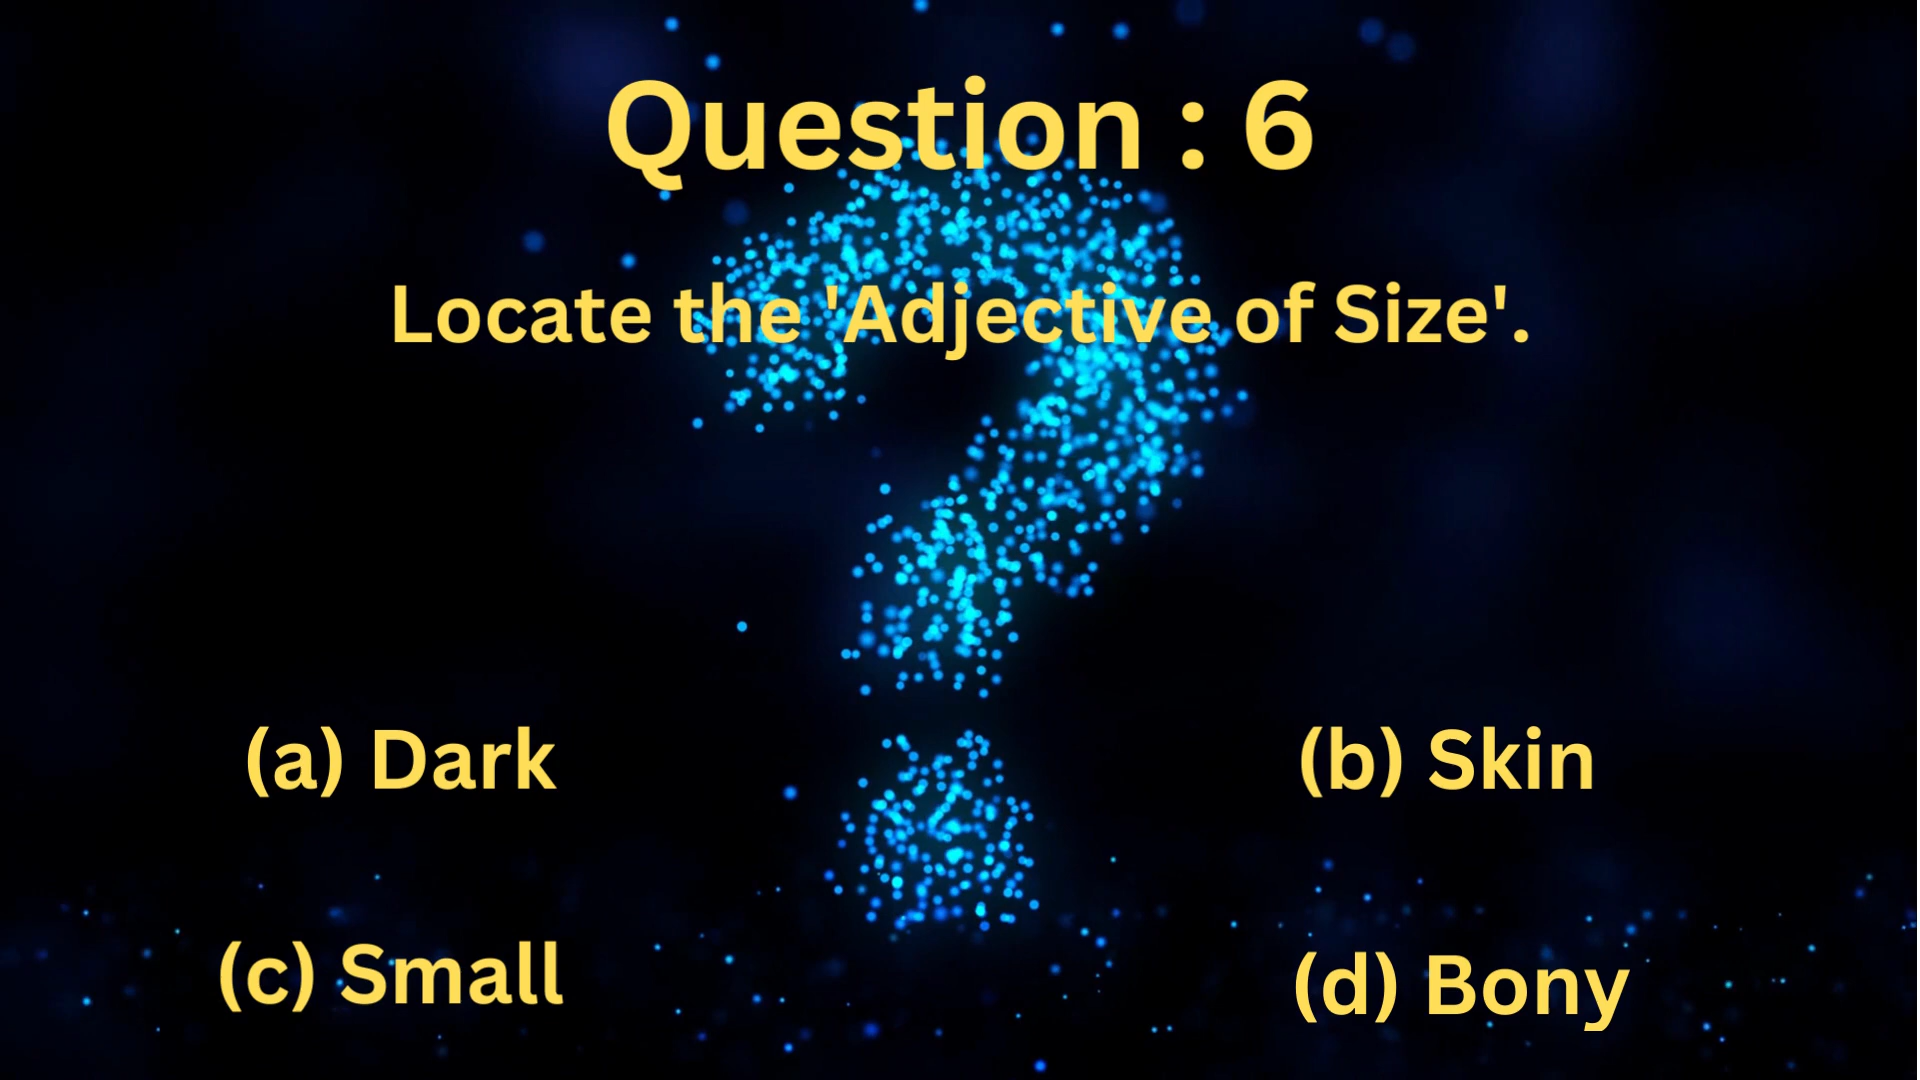 Question : 6
Locate the 'Adjective of Size'.
(a) Dark
(b) Skin
(c) Small
(d) Bony